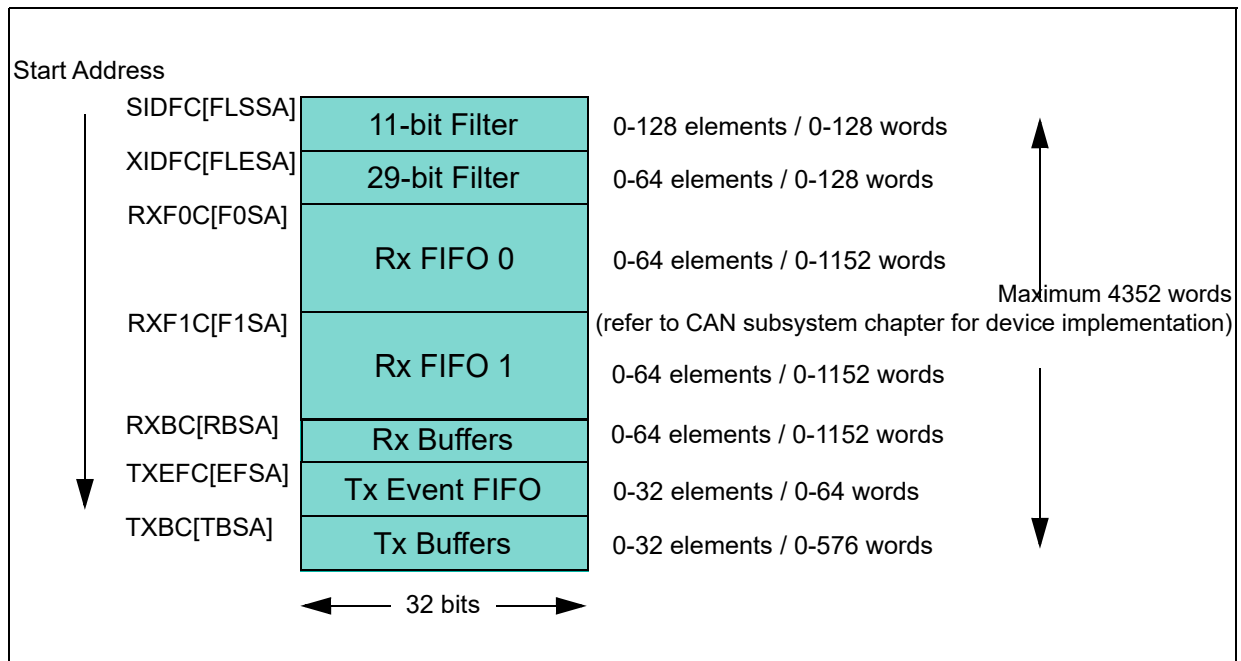 Start Address
SIDFC[FLSSA]
11-bit Filter
0-128 elements / 0-128 words
XIDFC[FLESA]
29-bit Filter
0-64 elements / 0-128 words
RXF0C[F0SA]
Rx FIFO 0
0-64 elements / 0-1152 words
Maximum 4352 words
RXF1C[F1SA]
(refer to CAN subsystem chapter for device implementation)
Rx FIFO 1
0-64 elements / 0-1152 words
RXBC[RBSA]
Rx Buffers
0-64 elements / 0-1152 words
TXEFC[EFSA]
Tx Event FIFO
0-32 elements / 0-64 words
TXBC[TBSA]
Tx Buffers
0-32 elements / 0-576 words
32 bits